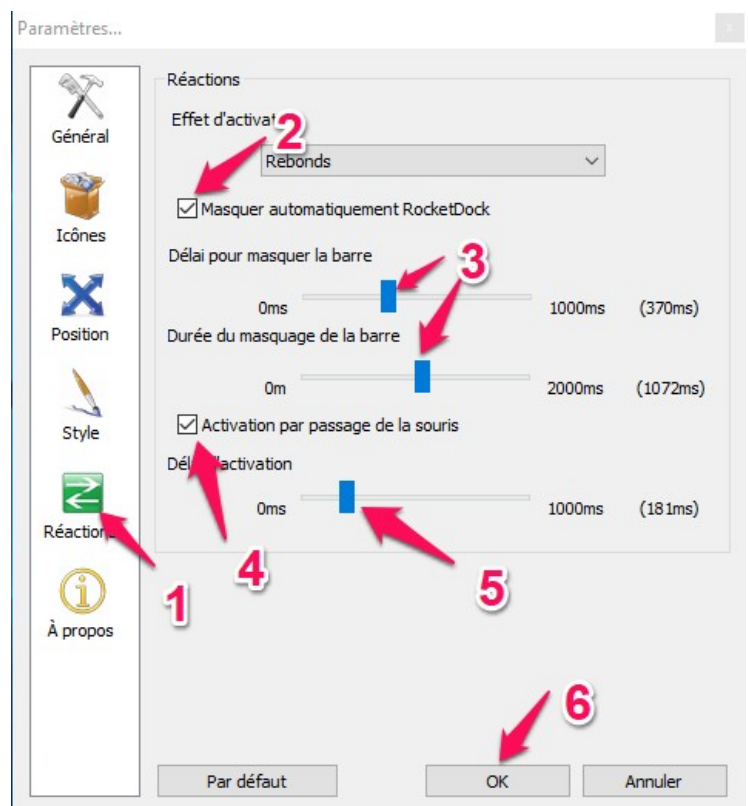 Paramètres...
Général
Icônes
Position
Style
Réaction
À propos
Réactions
Effet d'activat
2
Rebonds
Masquer automatiquement RocketDock
Délai pour masquer la barre
3
0ms 1000ms (370ms)
Durée du masquage de la barre
0m 2000ms (1072ms)
Activation par passage de la souris
Dél 'activation
0ms 1000ms (181ms)
4
5
1
6
Par défaut OK Annuler